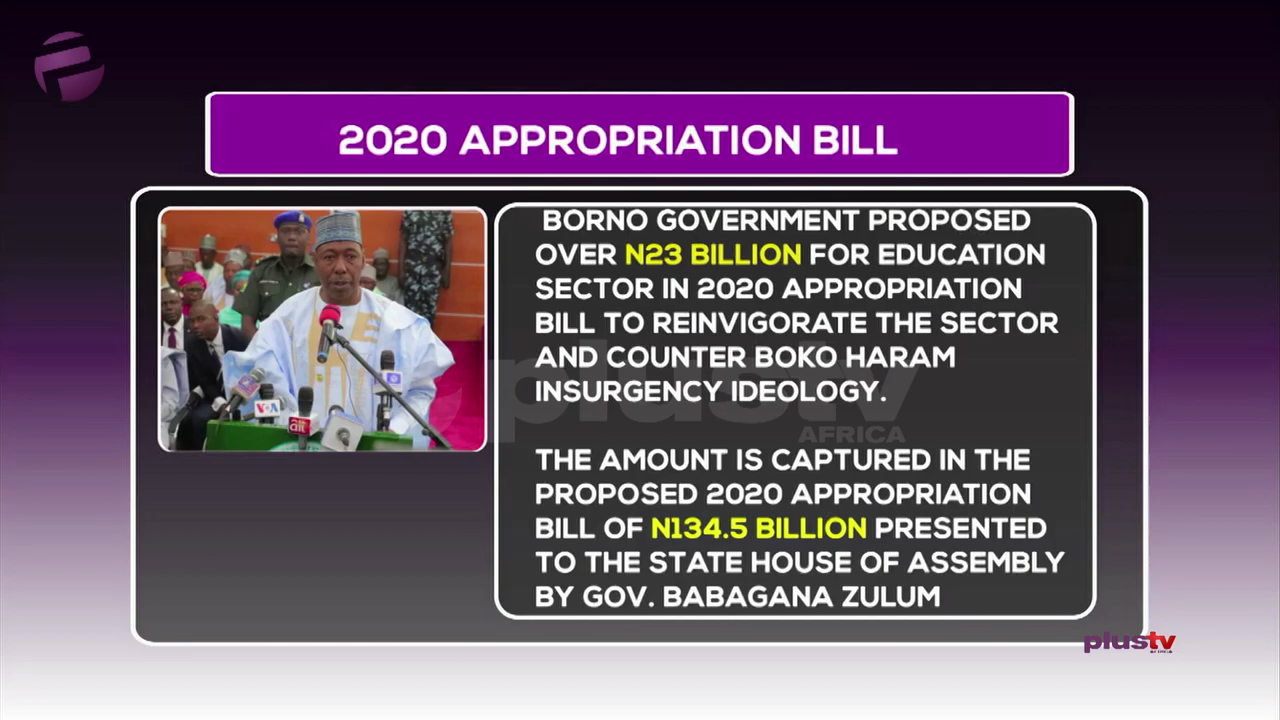 2020 APPROPRIATION BILL
BORNO GOVERNMENT PROPOSED
OVER N23 BILLION FOR EDUCATION
SECTOR IN 2020 APPROPRIATION
BILL TO REINVIGORATE THE SECTOR
AND COUNTER BOKO HARAM
INSURGENCY IDEOLOGY.
THE AMOUNT IS CAPTURED IN THE
PROPOSED 2020 APPROPRIATION
BILL OF N134.5 BILLION PRESENTED
TO THE STATE HOUSE OF ASSEMBLY
BY GOV. BABAGANA ZULUM
VOA
ait
plustv
AFRICA
plustv